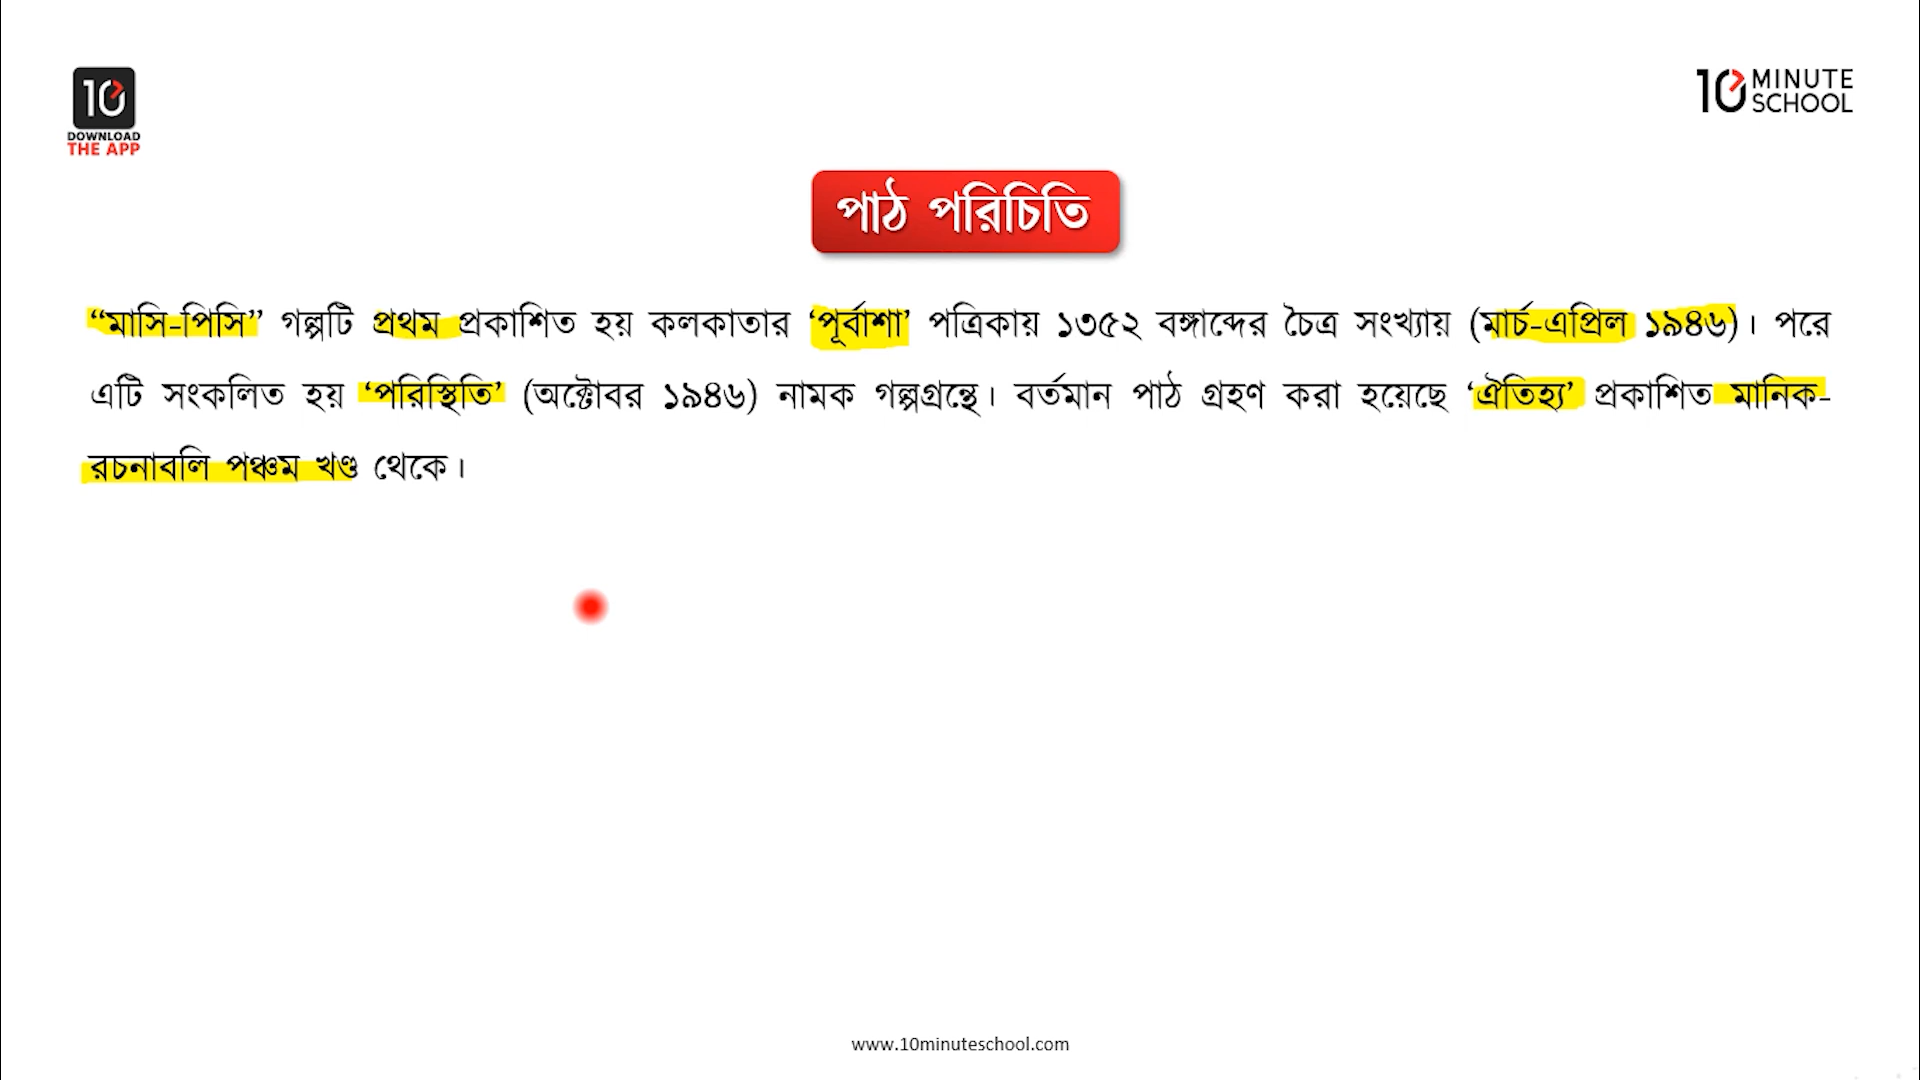 10
DOWNLOAD
THE APP
10 MINUTE
SCHOOL
পাঠ পরিচিতি
“মাসি-পিসি” গল্পটি প্রথম প্রকাশিত হয় কলকাতার ‘পূর্বাশা’ পত্রিকায় ১৩৫২ বঙ্গাব্দের চৈত্র সংখ্যায় (মার্চ-এপ্রিল ১৯৪৬)। পরে
এটি সংকলিত হয় ‘পরিস্থিতি’ (অক্টোবর ১৯৪৬) নামক গল্পগ্রন্থে। বর্তমান পাঠ গ্রহণ করা হয়েছে ‘ঐতিহ্য’ প্রকাশিত মানিক-
রচনাবলি পঞ্চম খণ্ড থেকে।
www.10minuteschool.com